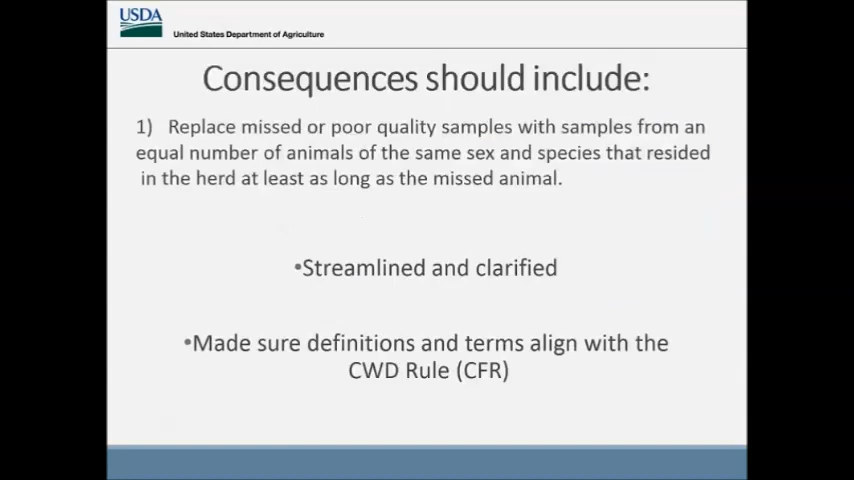 USDA
United States Department of Agriculture
Consequences should include:
1) Replace missed or poor quality samples with samples from an
equal number of animals of the same sex and species that resided
in the herd at least as long as the missed animal.
•Streamlined and clarified
•Made sure definitions and terms align with the
CWD Rule (CFR)